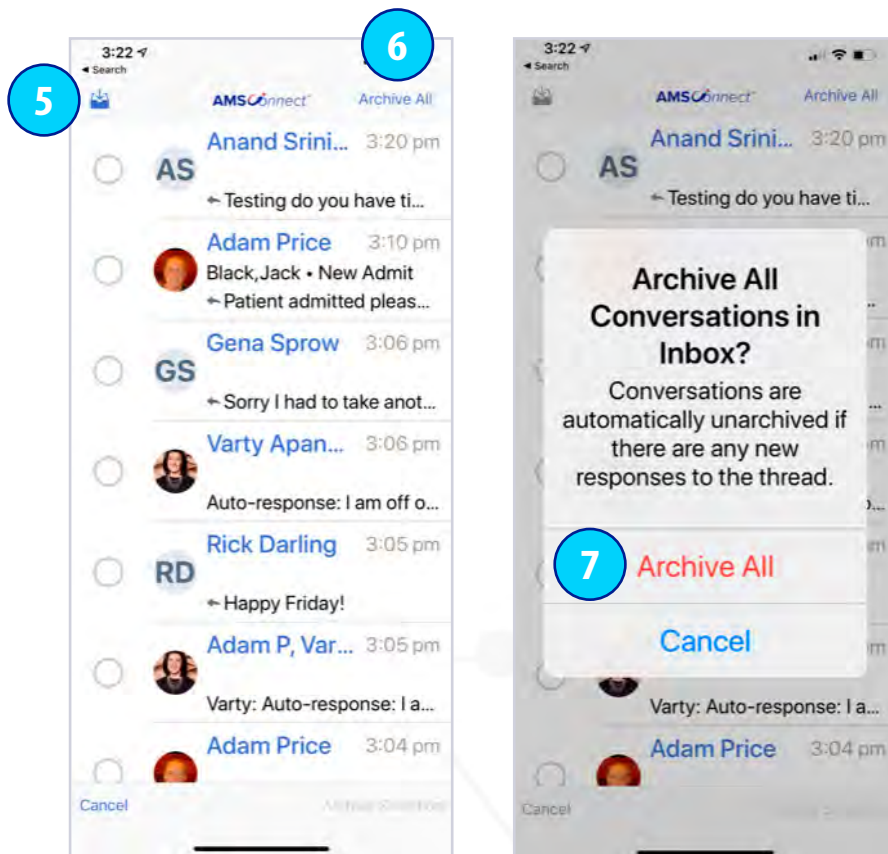 5
6
3:22
Search
AMSConnect
Archive All
AS
Anand Srini... 3:20 pm
Testing do you have ti...
Adam Price 3:10 pm
Black,Jack • New Admit
Patient admitted pleas...
GS
Gena Sprow 3:06 pm
Sorry I had to take anot...
Varty Apan... 3:06 pm
Auto-response: I am off o...
RD
Rick Darling 3:05 pm
Happy Friday!
Adam P, Var... 3:05 pm
Varty: Auto-response: I a...
Adam Price 3:04 pm
Cancel
3:22
Search
AMSConnect
Archive All
AS
Anand Srini... 3:20 pm
Testing do you have ti...
Archive All
Conversations in
Inbox?
Conversations are
automatically unarchived if
there are any new
responses to the thread.
7
Archive All
Cancel
Varty: Auto-response: I a...
Adam Price 3:04 pm
Cancel